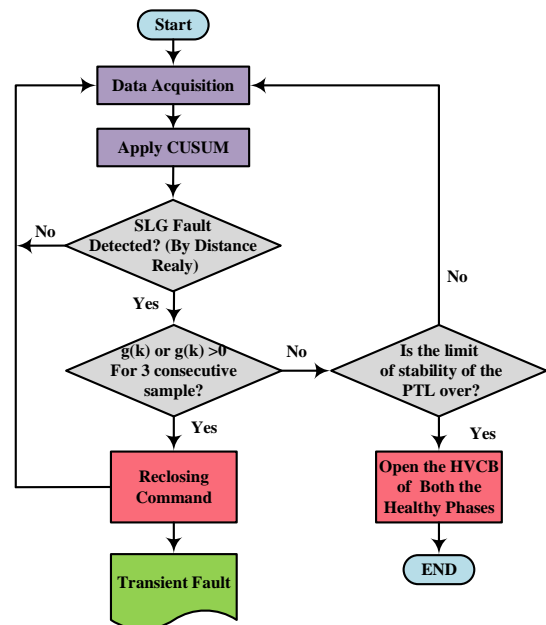 Start
Data Acquisition
Apply CUSUM
SLG Fault
Detected? (By Distance
Realy)
No
Yes
g(k) or g(k) >0
For 3 consecutive
sample?
No
Yes
Is the limit
of stability of the
PTL over?
No
Yes
Reclosing
Command
Open the HVCB
of Both the
Healthy Phases
Transient Fault
END